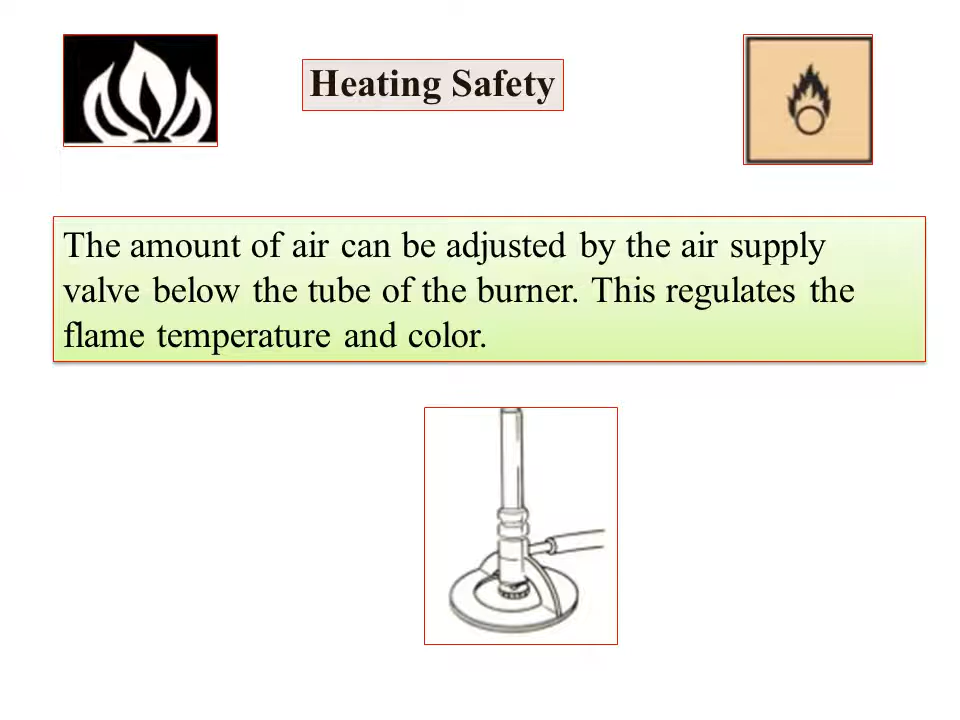 Heating Safety
The amount of air can be adjusted by the air supply
valve below the tube of the burner. This regulates the
flame temperature and color.